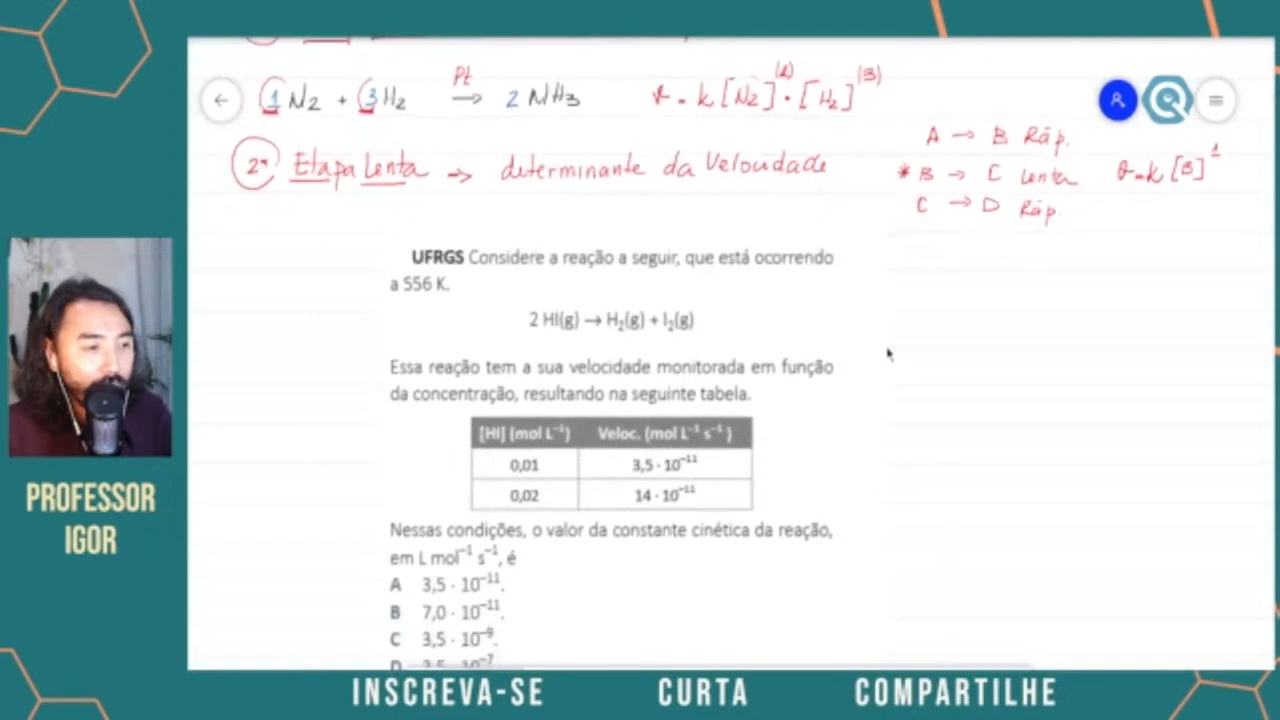 1 N2 + 3 H2 Pt → 2 NH3 v = k [N2](1) · [H2](3)
2ª Etapa Lenta → determinante da Velocidade
A → B Ráp.
* B → C lenta v = k [B]1
C → D Ráp.
UFRGS Considere a reação a seguir, que está ocorrendo
a 556 K.
2 HI(g) → H₂(g) + I₂(g)
Essa reação tem a sua velocidade monitorada em função
da concentração, resultando na seguinte tabela.
[HI] (mol L⁻¹) Veloc. (mol L⁻¹ s⁻¹)
0,01 3,5 · 10⁻¹¹
0,02 14 · 10⁻¹¹
Nessas condições, o valor da constante cinética da reação,
em L mol⁻¹ s⁻¹, é
A 3,5 · 10⁻¹¹.
B 7,0 · 10⁻¹¹.
C 3,5 · 10⁻⁹.
D 3,5 · 10⁻⁷
PROFESSOR
IGOR
INSCREVA-SE CURTA COMPARTILHE